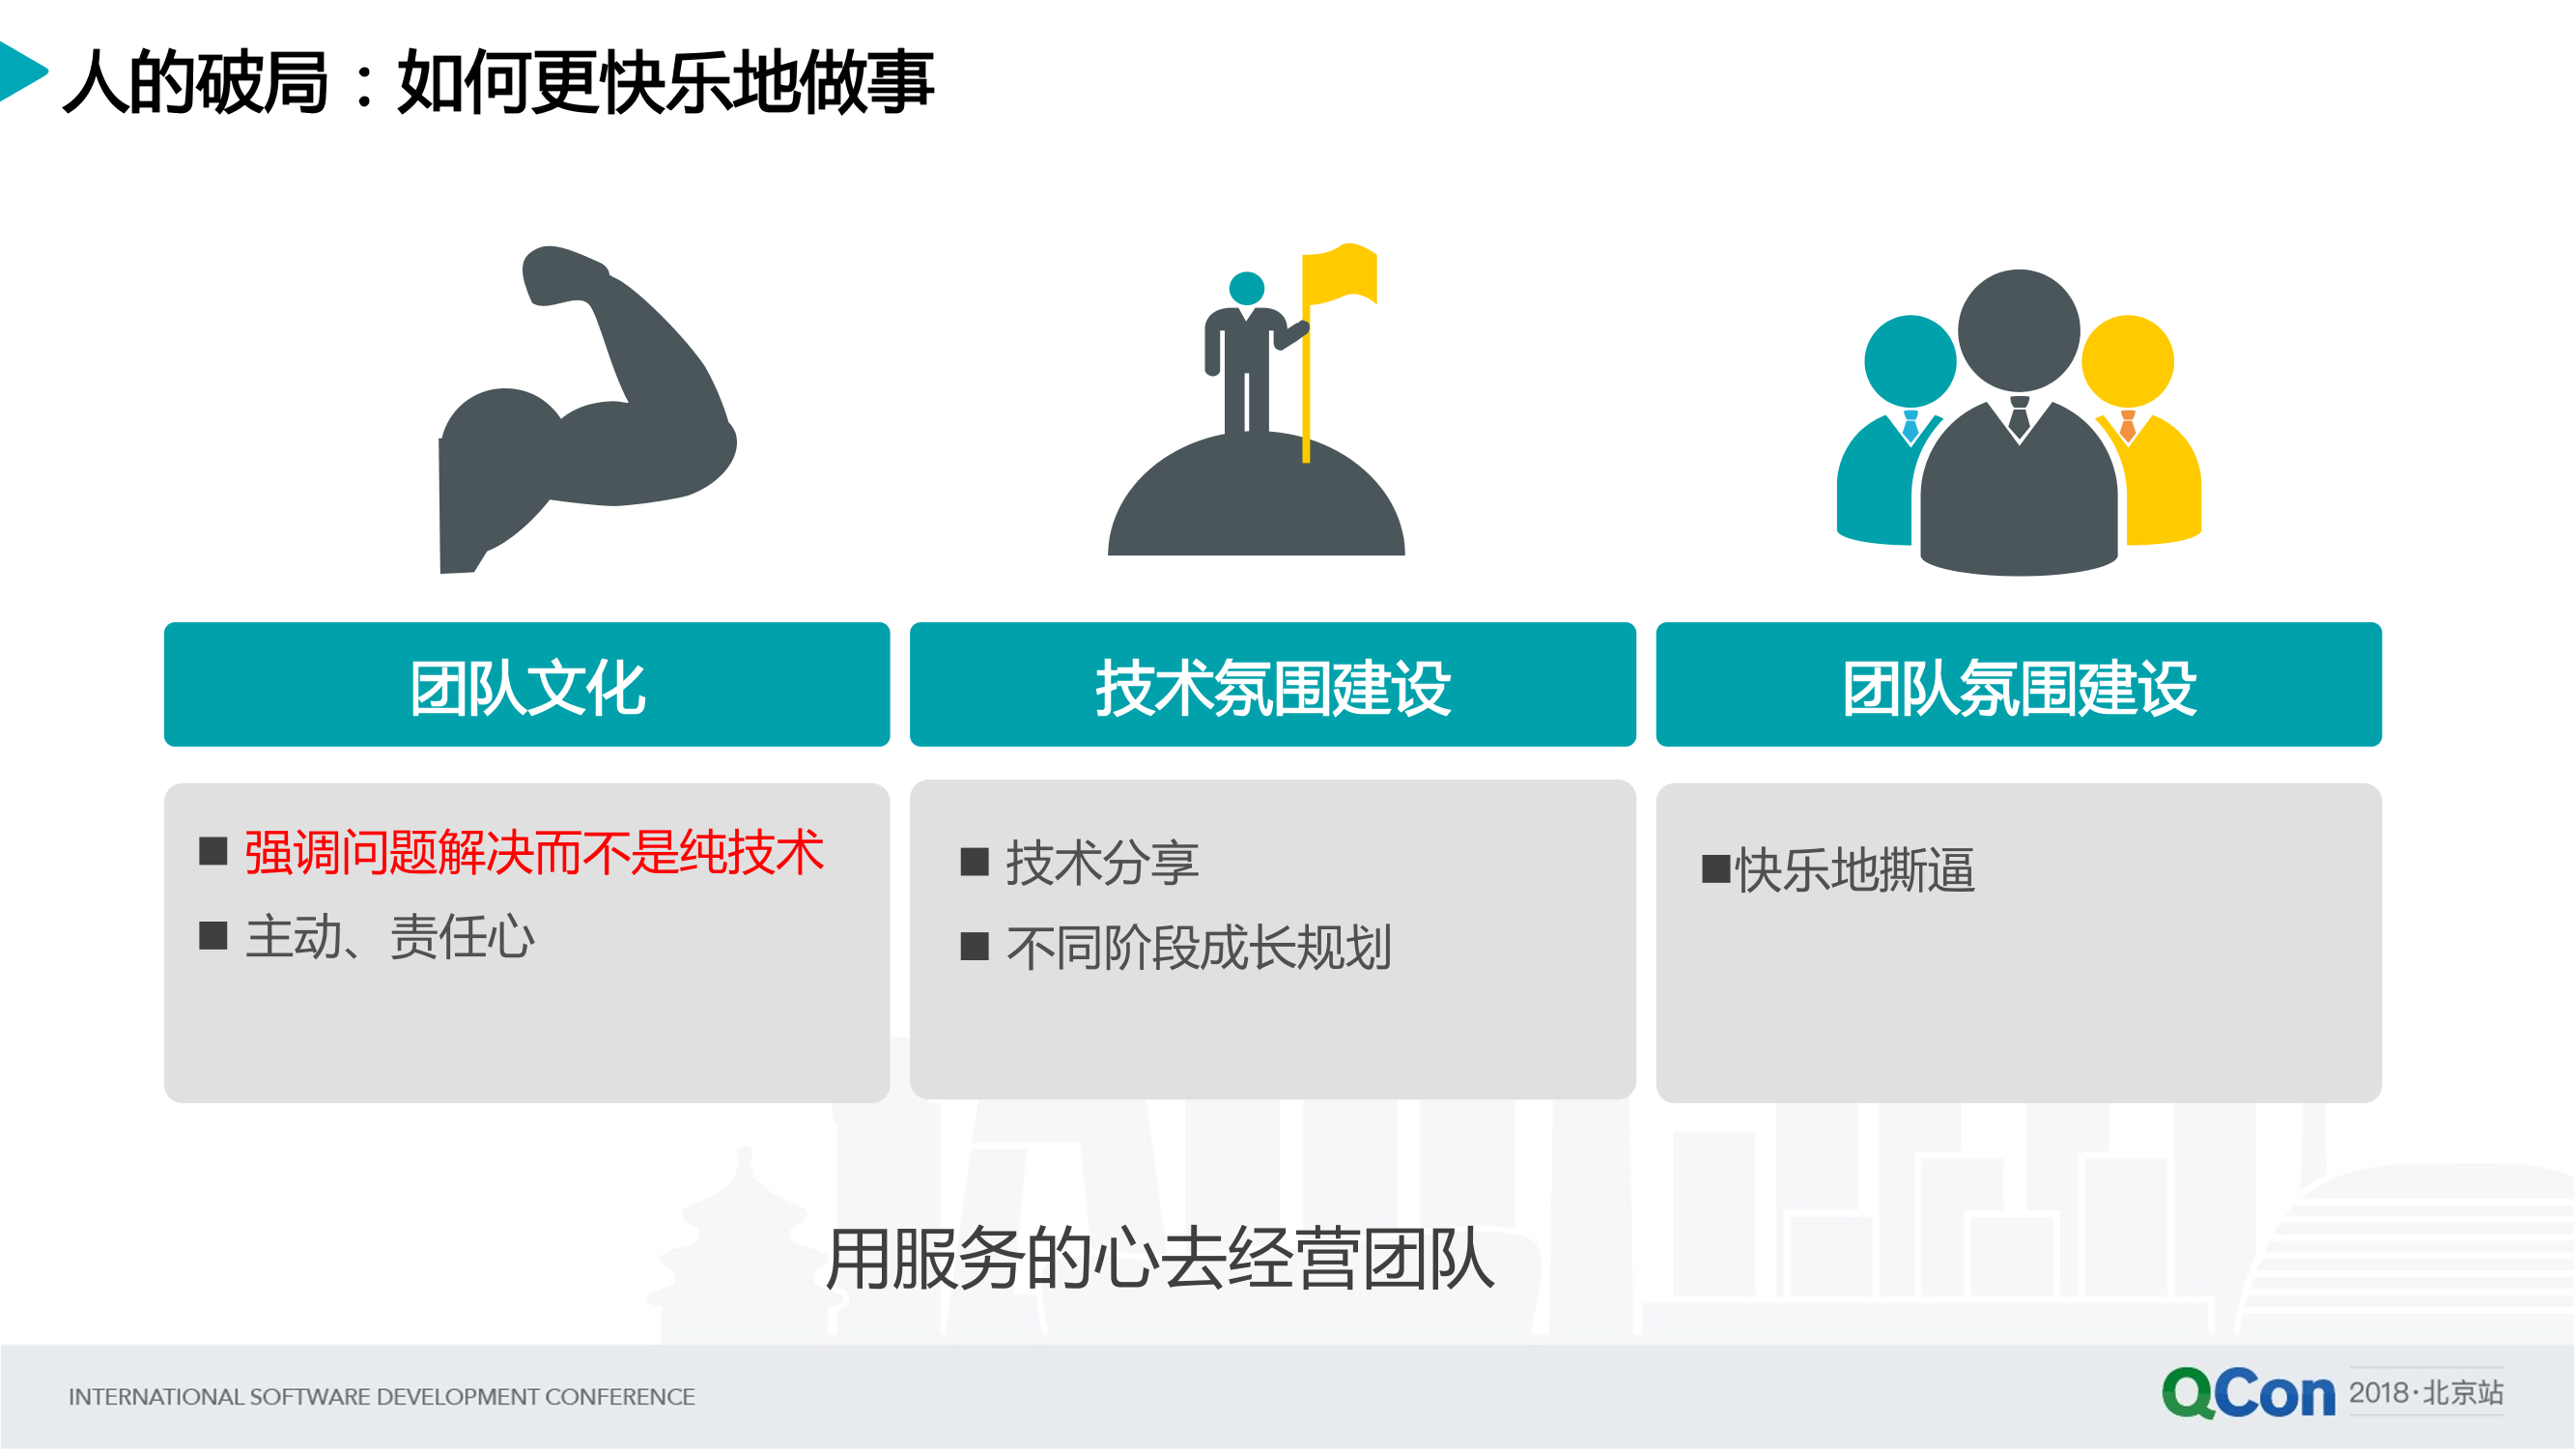 人的破局：如何更快乐地做事
团队文化
技术氛围建设
团队氛围建设
■ 强调问题解决而不是纯技术
■ 主动、责任心
■ 技术分享
■ 不同阶段成长规划
■快乐地撕逼
用服务的心去经营团队
INTERNATIONAL SOFTWARE DEVELOPMENT CONFERENCE
QCon 2018·北京站